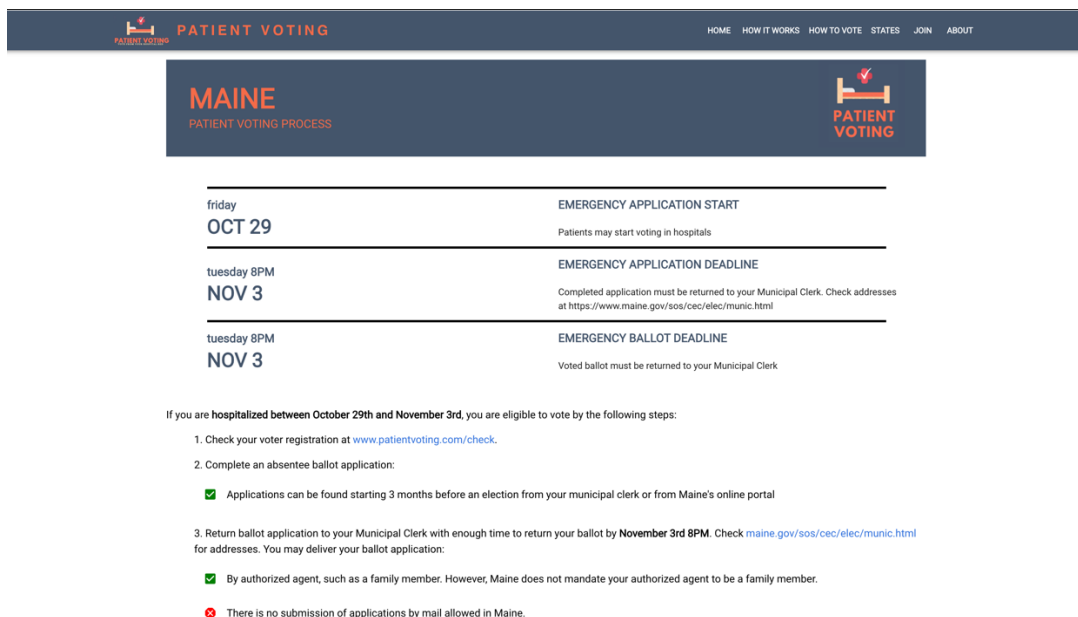 PATIENT VOTING
PATIENT VOTING
HOME HOW IT WORKS HOW TO VOTE STATES JOIN ABOUT
MAINE
PATIENT VOTING PROCESS
PATIENT
VOTING
friday
OCT 29
EMERGENCY APPLICATION START
Patients may start voting in hospitals
tuesday 8PM
NOV 3
EMERGENCY APPLICATION DEADLINE
Completed application must be returned to your Municipal Clerk. Check addresses
at https://www.maine.gov/sos/cec/elec/munic.html
tuesday 8PM
NOV 3
EMERGENCY BALLOT DEADLINE
Voted ballot must be returned to your Municipal Clerk
If you are hospitalized between October 29th and November 3rd, you are eligible to vote by the following steps:
1. Check your voter registration at www.patientvoting.com/check.
2. Complete an absentee ballot application:
Applications can be found starting 3 months before an election from your municipal clerk or from Maine's online portal
3. Return ballot application to your Municipal Clerk with enough time to return your ballot by November 3rd 8PM. Check maine.gov/sos/cec/elec/munic.html
for addresses. You may deliver your ballot application:
By authorized agent, such as a family member. However, Maine does not mandate your authorized agent to be a family member.
There is no submission of applications by mail allowed in Maine.